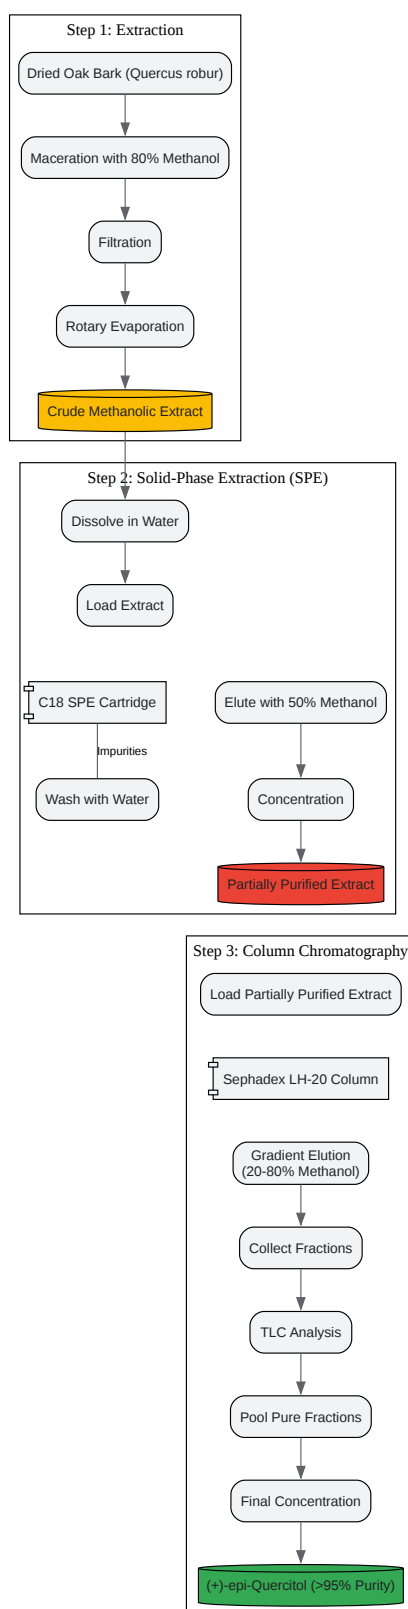 Step 1: Extraction
Dried Oak Bark (Quercus robur)
Maceration with 80% Methanol
Filtration
Rotary Evaporation
Crude Methanolic Extract
Step 2: Solid-Phase Extraction (SPE)
Dissolve in Water
Load Extract
C18 SPE Cartridge
Elute with 50% Methanol
Impurities
Wash with Water
Concentration
Partially Purified Extract
Step 3: Column Chromatography
Load Partially Purified Extract
Sephadex LH-20 Column
Gradient Elution
(20-80% Methanol)
Collect Fractions
TLC Analysis
Pool Pure Fractions
Final Concentration
(+)-epi-Quercitol (>95% Purity)